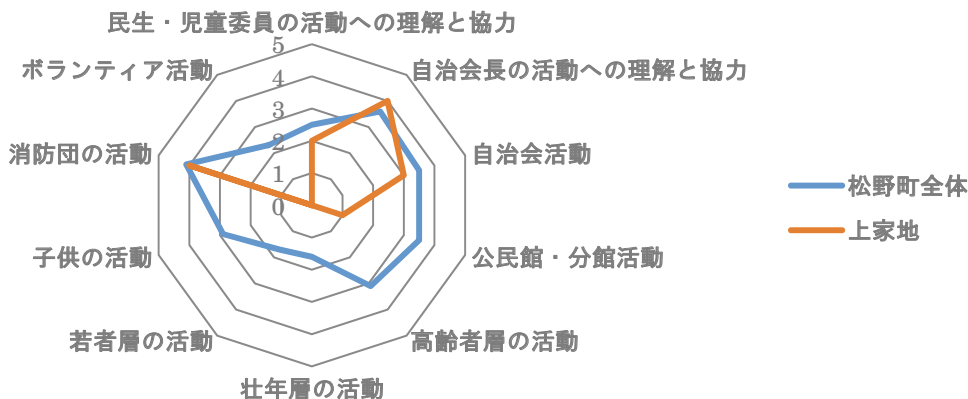 民生・児童委員の活動への理解と協力
自治会長の活動への理解と協力
自治会活動
公民館・分館活動
高齢者層の活動
壮年層の活動
若者層の活動
子供の活動
消防団の活動
ボランティア活動
5
4
3
2
1
0
松野町全体
上家地